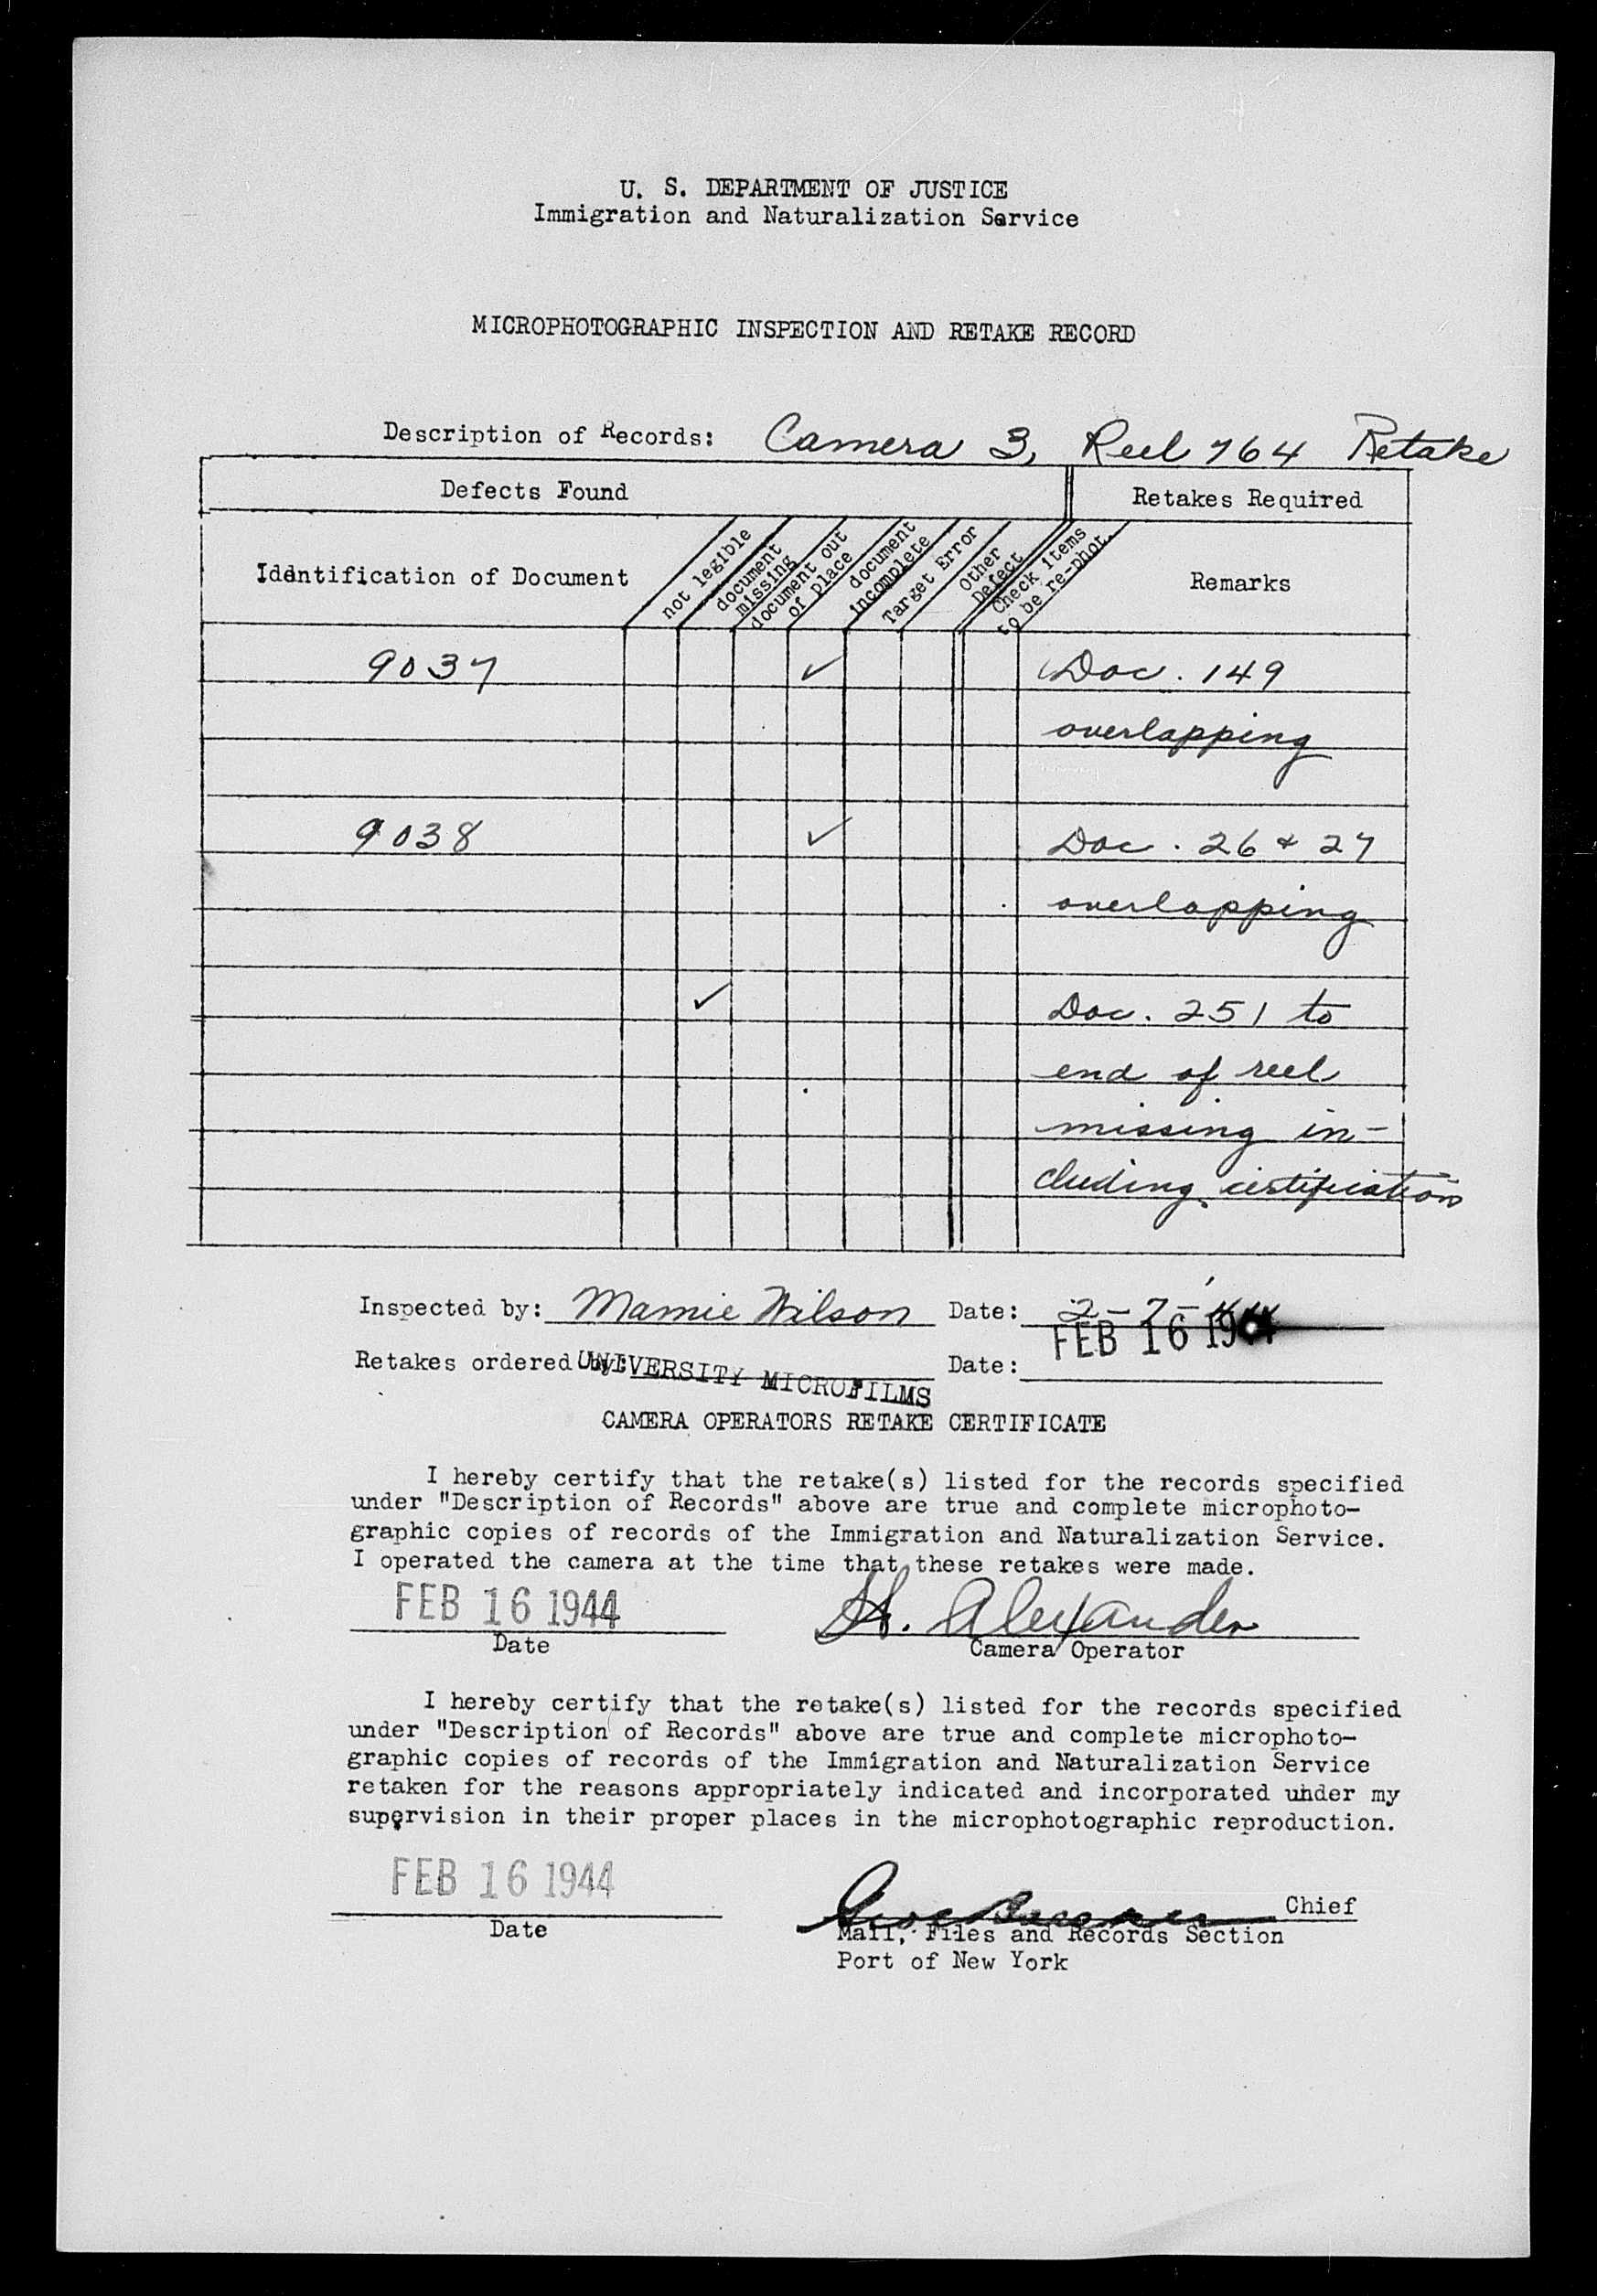 U. S. DEPARTMENT OF JUSTICE
Immigration and Naturalization Service
MICROPHOTOGRAPHIC INSPECTION AND RETAKE RECORD
Description of Records: Camera 3, Reel 764 Retake
Defects Found
Retakes Required
Identification of Document
not legible
document missing
document out of place
document incomplete
Target Error
Other Defect
Check items to be re-phot.
Remarks
9037 ✓ Doc. 149
overlapping
9038 ✓ Doc. 26 & 27
overlapping
✓ Doc. 251 to
end of reel
missing in-
cluding certification
Inspected by: Mamie Wilson Date: 2-7-44
FEB 16 1944
Retakes ordered by: UNIVERSITY MICROFILMS Date:
CAMERA OPERATORS RETAKE CERTIFICATE
I hereby certify that the retake(s) listed for the records specified
under "Description of Records" above are true and complete microphoto-
graphic copies of records of the Immigration and Naturalization Service.
I operated the camera at the time that these retakes were made.
FEB 16 1944 H. Alexander
Date Camera Operator
I hereby certify that the retake(s) listed for the records specified
under "Description of Records" above are true and complete microphoto-
graphic copies of records of the Immigration and Naturalization Service
retaken for the reasons appropriately indicated and incorporated under my
supervision in their proper places in the microphotographic reproduction.
FEB 16 1944 Chief
Date Mail, Files and Records Section
Port of New York